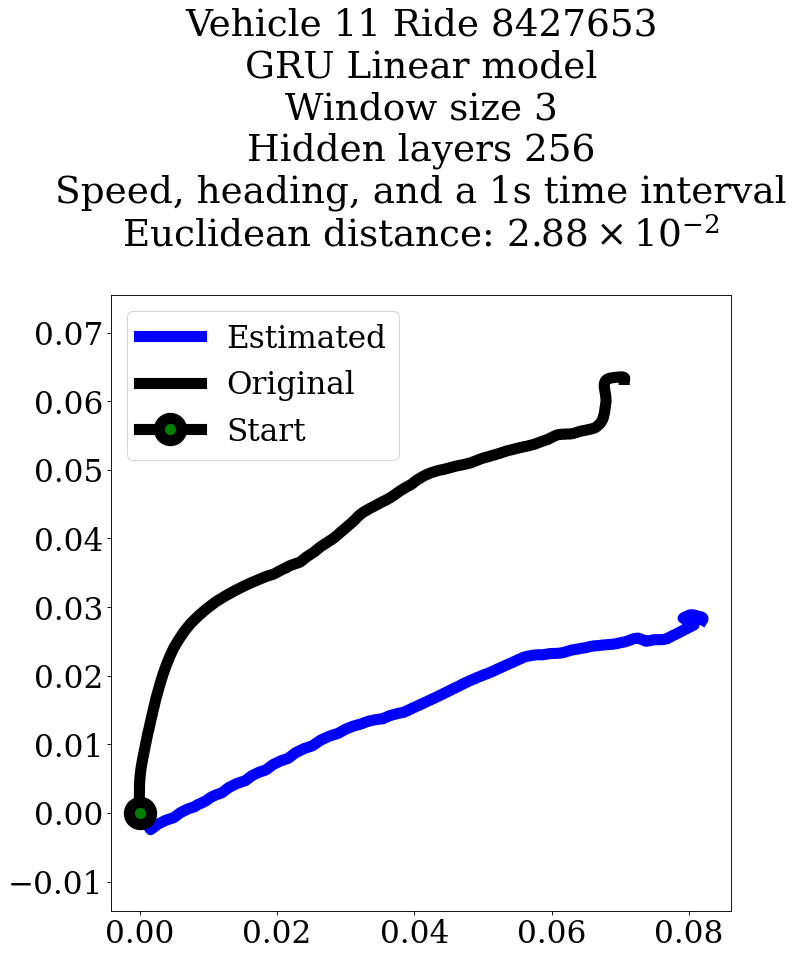 Vehicle 11 Ride 8427653
GRU Linear model
Window size 3
Hidden layers 256
Speed, heading, and a 1s time interval
Euclidean distance: 2.88 × 10⁻²
Estimated
Original
Start
0.07
0.06
0.05
0.04
0.03
0.02
0.01
0.00
−0.01
0.00 0.02 0.04 0.06 0.08